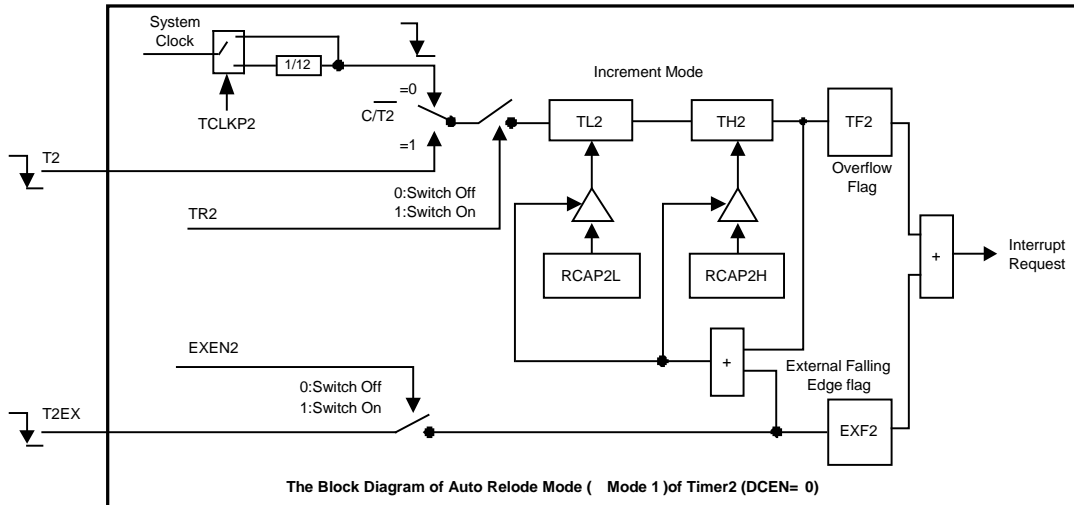 System
Clock
1/12
TCLKP2
=0
C/T2
=1
T2
Increment Mode
TL2
TH2
TF2
Overflow
Flag
0:Switch Off
1:Switch On
TR2
RCAP2L
RCAP2H
+
Interrupt
Request
EXEN2
0:Switch Off
1:Switch On
+
External Falling
Edge flag
T2EX
EXF2
The Block Diagram of Auto Relode Mode ( Mode 1 )of Timer2 (DCEN= 0)